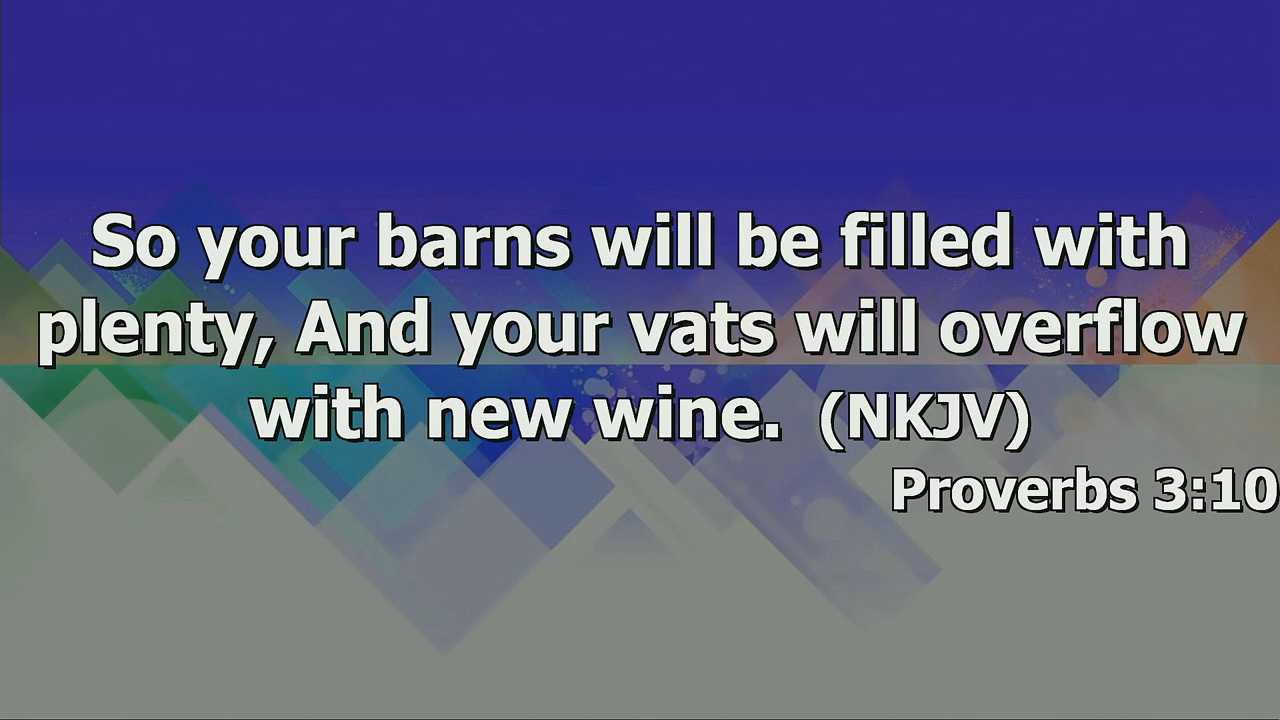 So your barns will be filled with
plenty, And your vats will overflow
with new wine. (NKJV)
Proverbs 3:10